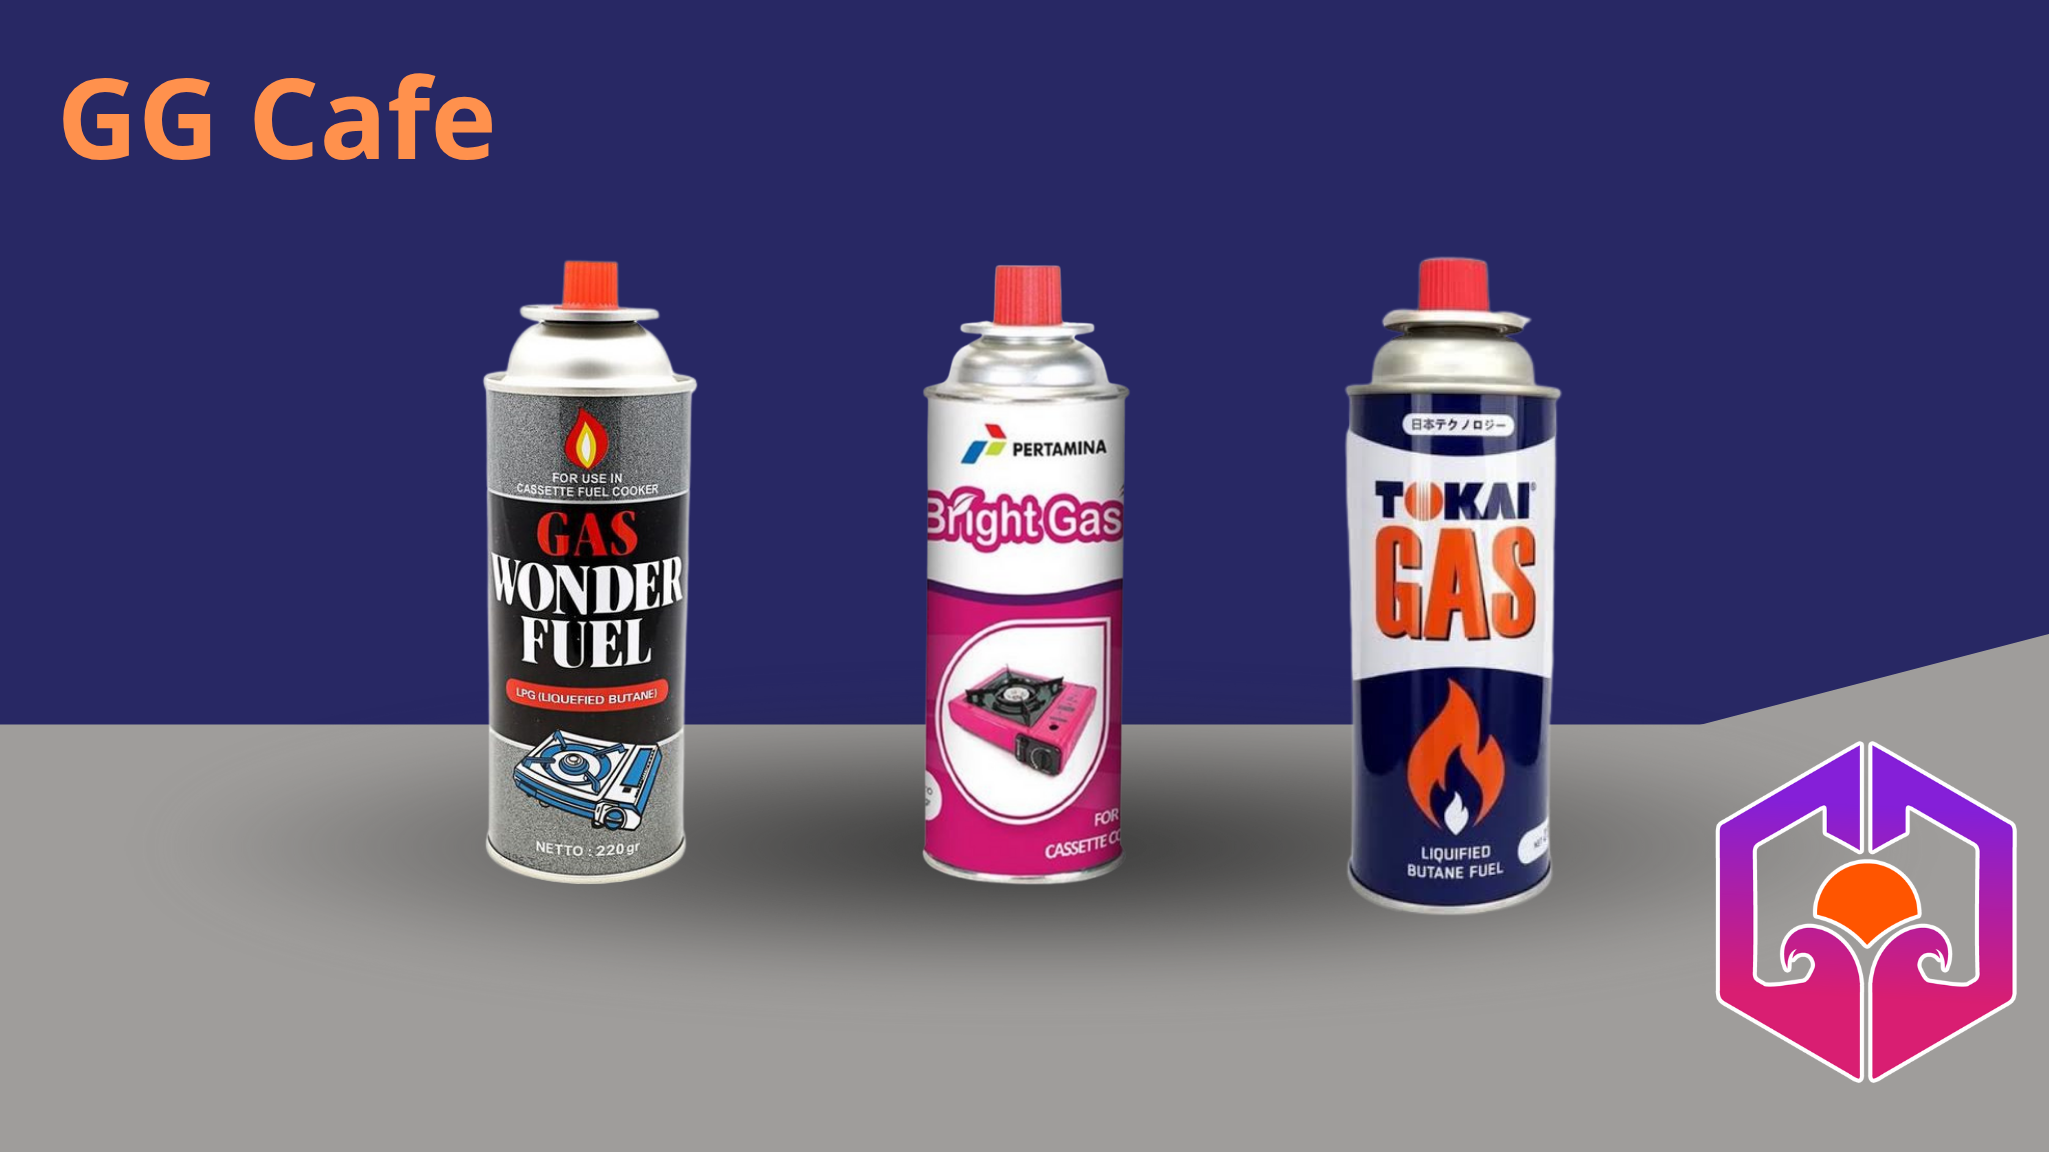 GG Cafe
FOR USE IN
CASSETTE FUEL COOKER
GAS
WONDER
FUEL
LPG (LIQUEFIED BUTANE)
NETTO : 220gr
PERTAMINA
Bright Gas
FOR
CASSETTE
日本テクノロジー
TOKAI
GAS
LIQUIFIED
BUTANE FUEL